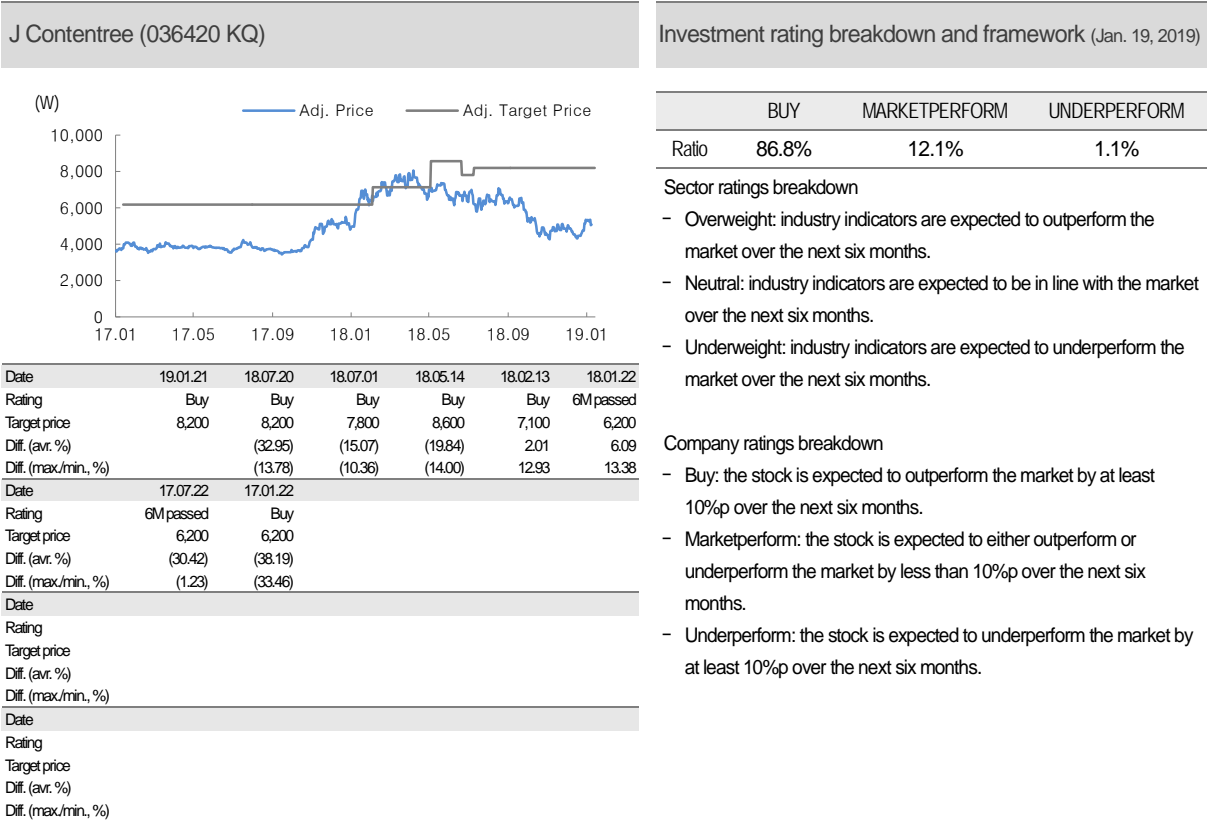 J Contentree (036420 KQ)
(W)
Adj. Price
Adj. Target Price
10,000
8,000
6,000
4,000
2,000
0
17.01 17.05 17.09 18.01 18.05 18.09 19.01
Date 19.01.21 18.07.20 18.07.01 18.05.14 18.02.13 18.01.22
Rating Buy Buy Buy Buy Buy 6M passed
Target price 8,200 8,200 7,800 8,600 7,100 6,200
Diff. (avr. %) (32.95) (15.07) (19.84) 2.01 6.09
Diff. (max./min., %) (13.78) (10.36) (14.00) 12.93 13.38
Date 17.07.22 17.01.22
Rating 6M passed Buy
Target price 6,200 6,200
Diff. (avr. %) (30.42) (38.19)
Diff. (max./min., %) (1.23) (33.46)
Date
Rating
Target price
Diff. (avr. %)
Diff. (max./min., %)
Date
Rating
Target price
Diff. (avr. %)
Diff. (max./min., %)
Investment rating breakdown and framework (Jan. 19, 2019)
BUY MARKETPERFORM UNDERPERFORM
Ratio 86.8% 12.1% 1.1%
Sector ratings breakdown
− Overweight: industry indicators are expected to outperform the
market over the next six months.
− Neutral: industry indicators are expected to be in line with the market
over the next six months.
− Underweight: industry indicators are expected to underperform the
market over the next six months.
Company ratings breakdown
− Buy: the stock is expected to outperform the market by at least
10%p over the next six months.
− Marketperform: the stock is expected to either outperform or
underperform the market by less than 10%p over the next six
months.
− Underperform: the stock is expected to underperform the market by
at least 10%p over the next six months.